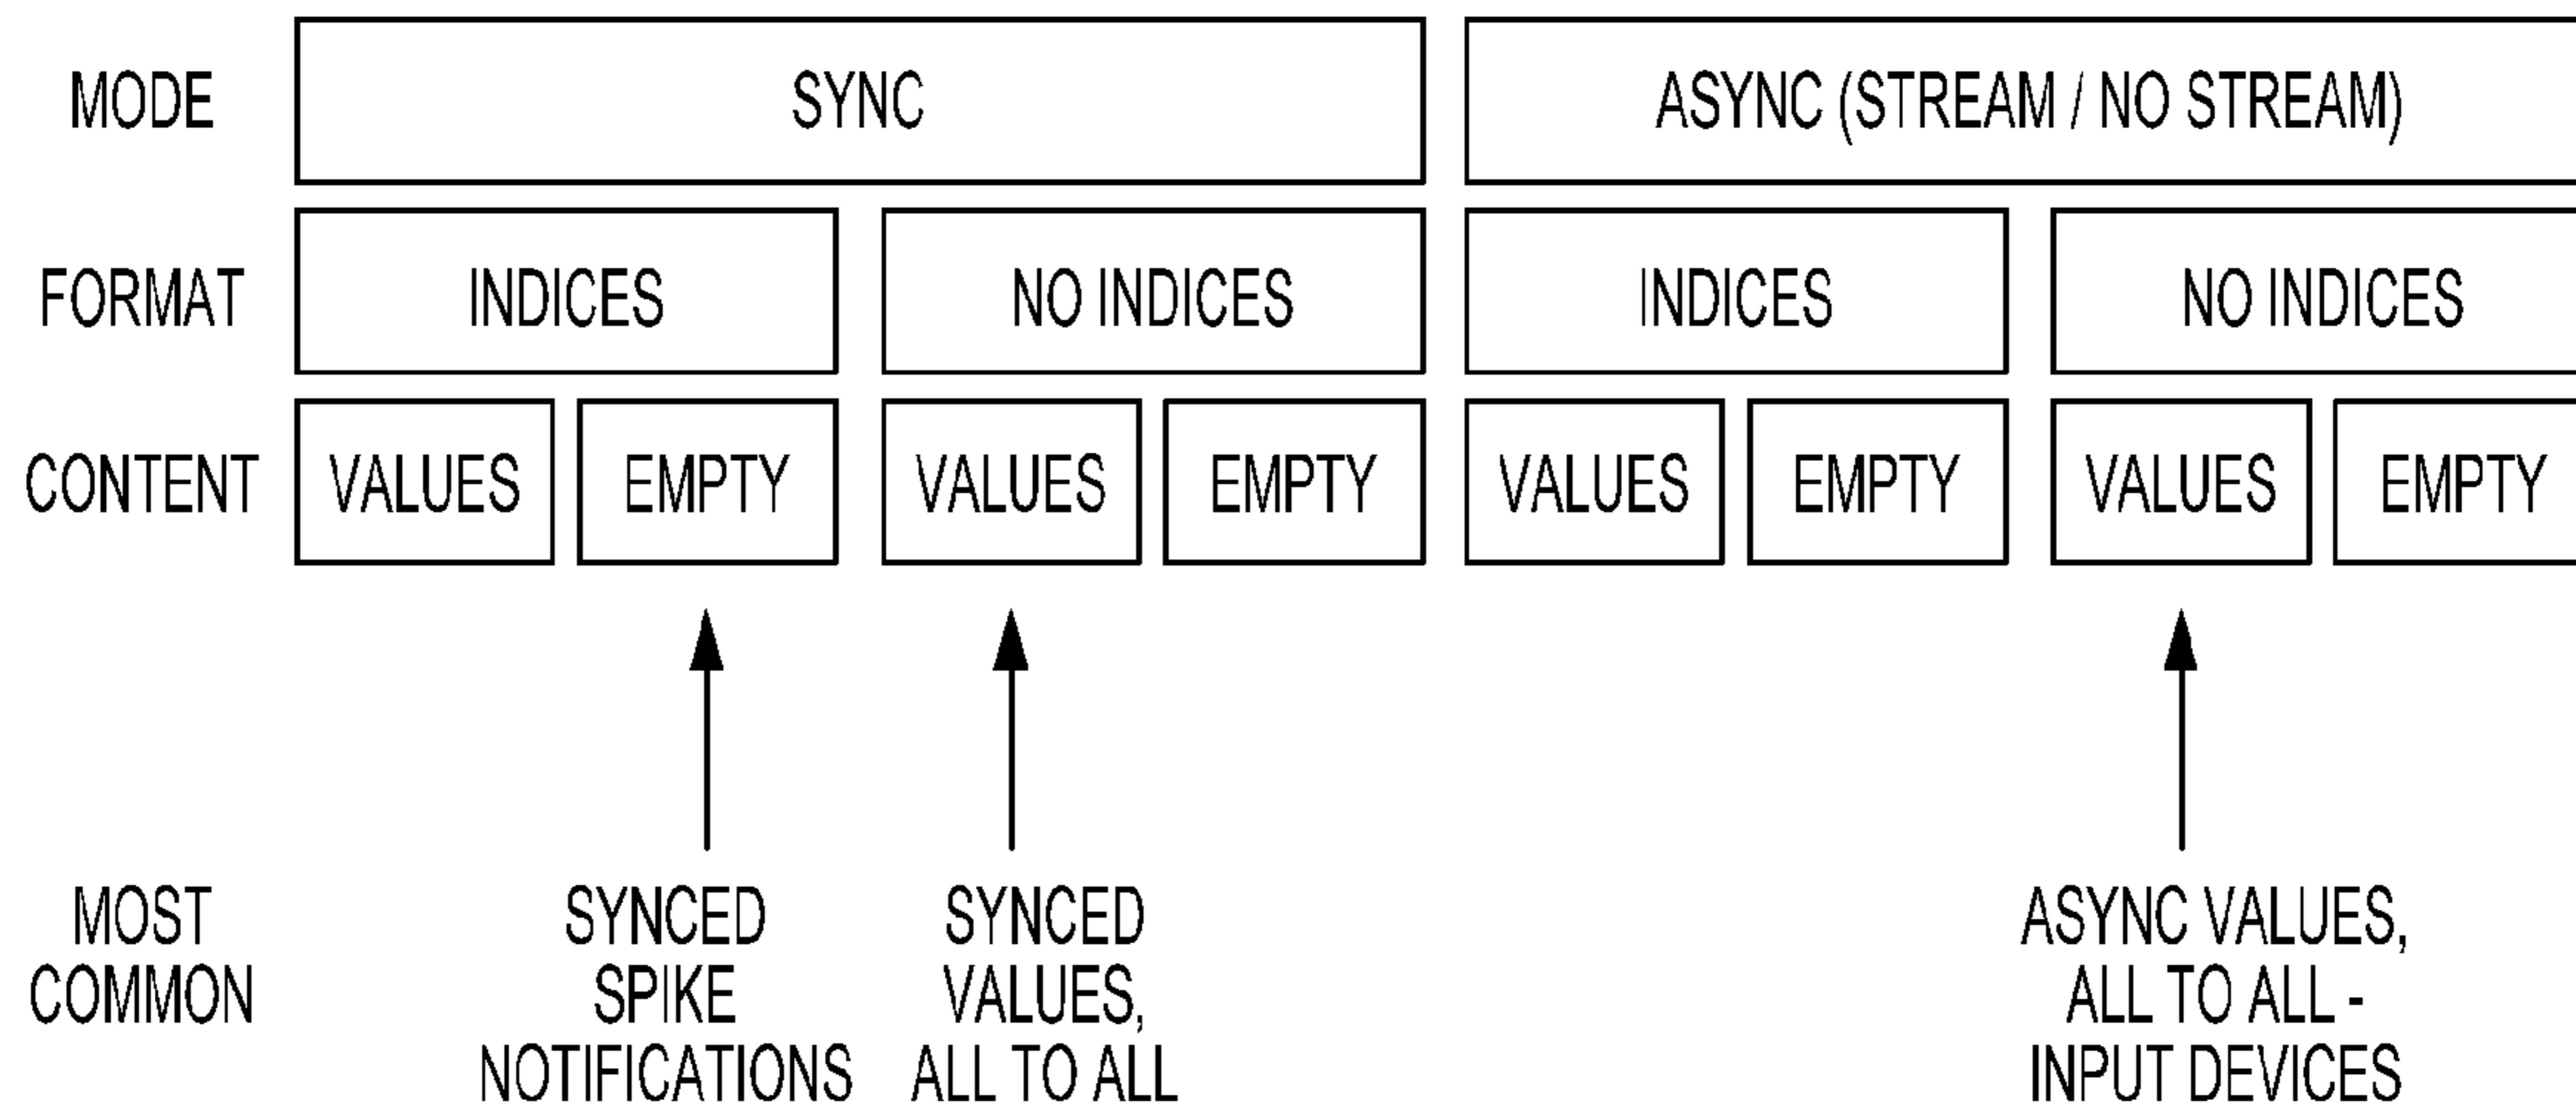 MODE SYNC ASYNC (STREAM / NO STREAM)
FORMAT INDICES NO INDICES INDICES NO INDICES
CONTENT VALUES EMPTY VALUES EMPTY VALUES EMPTY VALUES EMPTY
MOST COMMON
SYNCED
SPIKE
NOTIFICATIONS
SYNCED
VALUES,
ALL TO ALL
ASYNC VALUES,
ALL TO ALL -
INPUT DEVICES